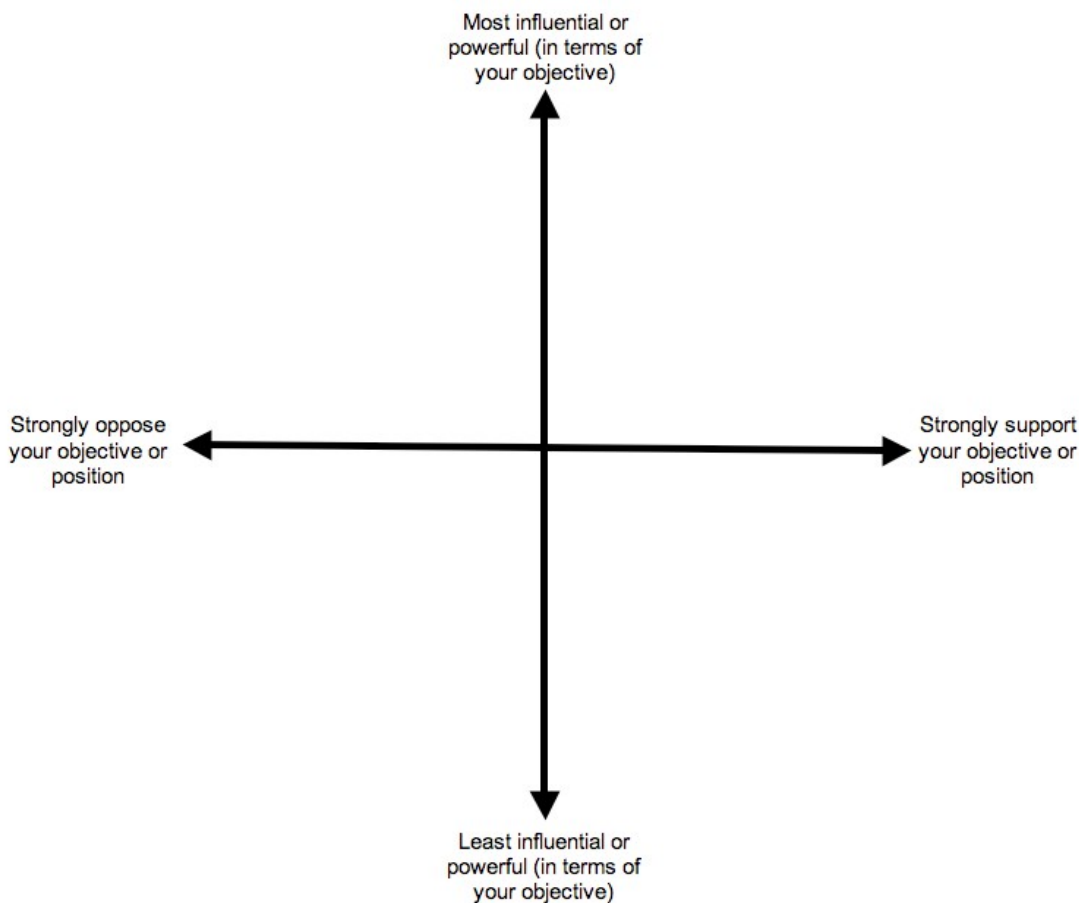 Most influential or
powerful (in terms of
your objective)
Strongly oppose
your objective or
position
Strongly support
your objective or
position
Least influential or
powerful (in terms of
your objective)